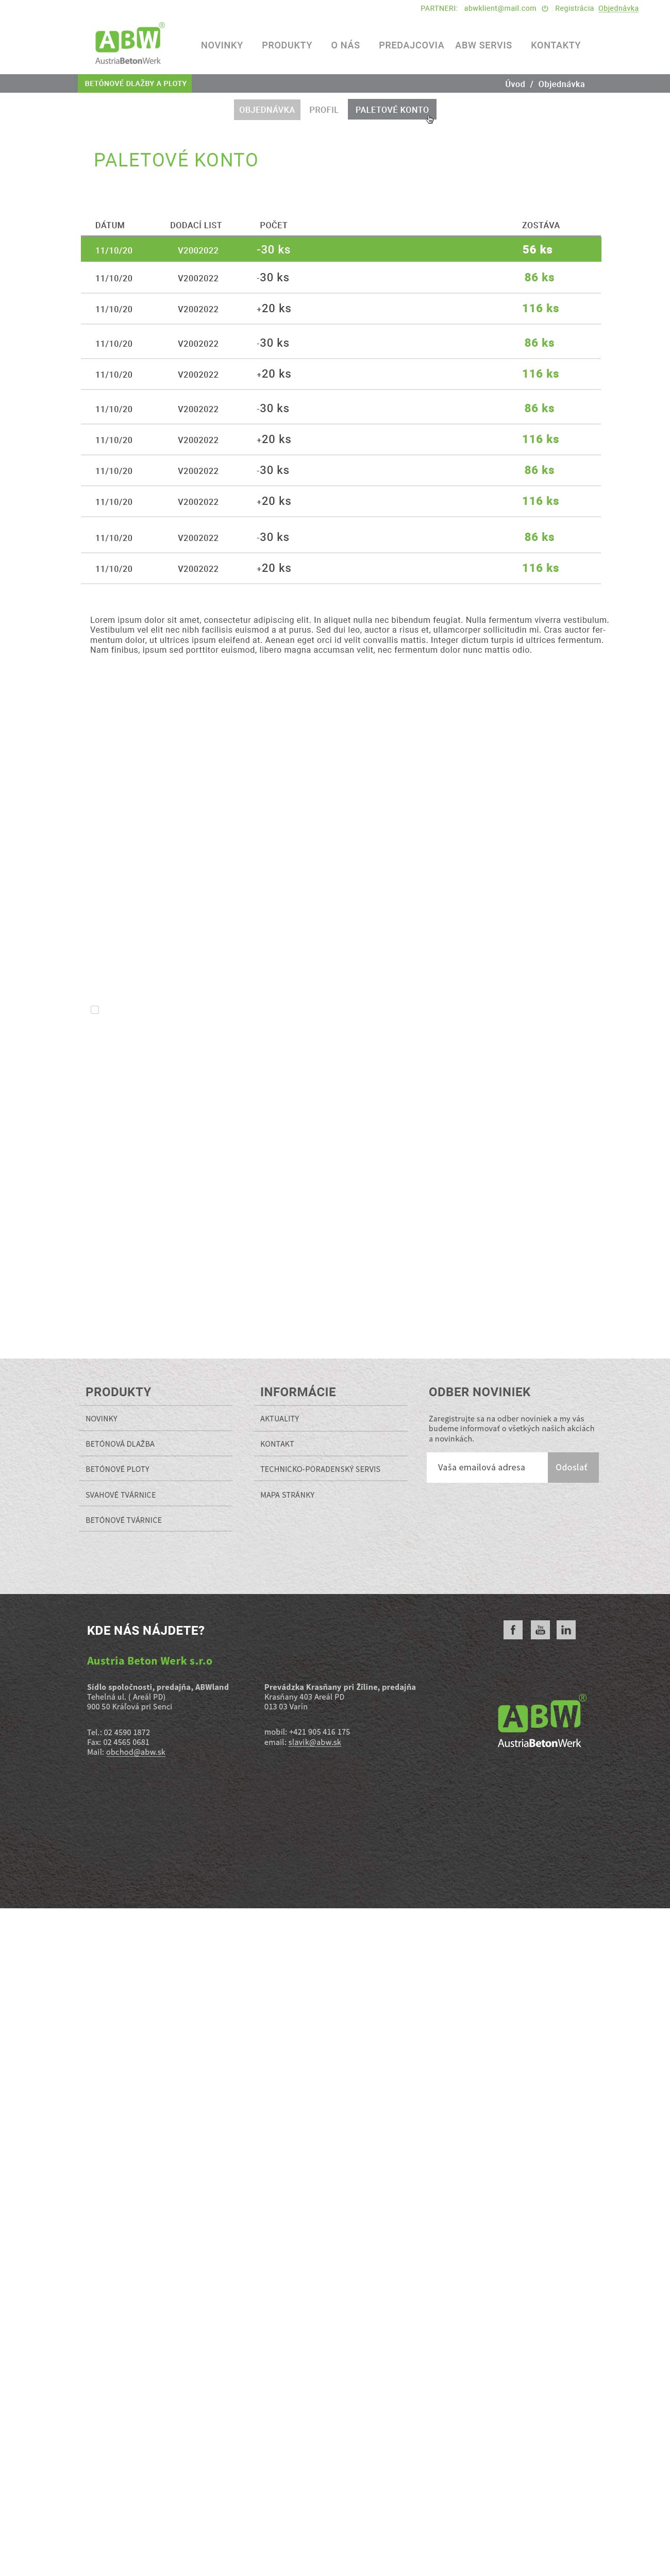 PARTNERI: abwklient@mail.com Registrácia Objednávka
ABW ®
AustriaBetonWerk
NOVINKY PRODUKTY O NÁS PREDAJCOVIA ABW SERVIS KONTAKTY
BETÓNOVÉ DLAŽBY A PLOTY
Úvod / Objednávka
OBJEDNÁVKA PROFIL PALETOVÉ KONTO
PALETOVÉ KONTO
DÁTUM DODACÍ LIST POČET ZOSTÁVA
11/10/20 V2002022 -30 ks 56 ks
11/10/20 V2002022 -30 ks 86 ks
11/10/20 V2002022 +20 ks 116 ks
11/10/20 V2002022 -30 ks 86 ks
11/10/20 V2002022 +20 ks 116 ks
11/10/20 V2002022 -30 ks 86 ks
11/10/20 V2002022 +20 ks 116 ks
11/10/20 V2002022 -30 ks 86 ks
11/10/20 V2002022 +20 ks 116 ks
11/10/20 V2002022 -30 ks 86 ks
11/10/20 V2002022 +20 ks 116 ks
Lorem ipsum dolor sit amet, consectetur adipiscing elit. In aliquet nulla nec bibendum feugiat. Nulla fermentum viverra vestibulum.
Vestibulum vel elit nec nibh facilisis euismod a at purus. Sed dui leo, auctor a risus et, ullamcorper sollicitudin mi. Cras auctor fer-
mentum dolor, ut ultrices ipsum eleifend at. Aenean eget orci id velit convallis mattis. Integer dictum turpis id ultrices fermentum.
Nam finibus, ipsum sed porttitor euismod, libero magna accumsan velit, nec fermentum dolor nunc mattis odio.
PRODUKTY
NOVINKY
BETÓNOVÁ DLAŽBA
BETÓNOVÉ PLOTY
SVAHOVÉ TVÁRNICE
BETÓNOVÉ TVÁRNICE
INFORMÁCIE
AKTUALITY
KONTAKT
TECHNICKO-PORADENSKÝ SERVIS
MAPA STRÁNKY
ODBER NOVINIEK
Zaregistrujte sa na odber noviniek a my vás
budeme informovať o všetkých našich akciách
a novinkách.
Vaša emailová adresa Odoslať
KDE NÁS NÁJDETE?
Austria Beton Werk s.r.o
Sídlo spoločnosti, predajňa, ABWland
Tehelná ul. ( Areál PD)
900 50 Kráľová pri Senci
Tel.: 02 4590 1872
Fax: 02 4565 0681
Mail: obchod@abw.sk
Prevádzka Krasňany pri Žiline, predajňa
Krasňany 403 Areál PD
013 03 Varín
mobil: +421 905 416 175
email: slavik@abw.sk
f You Tube in
ABW ®
AustriaBetonWerk